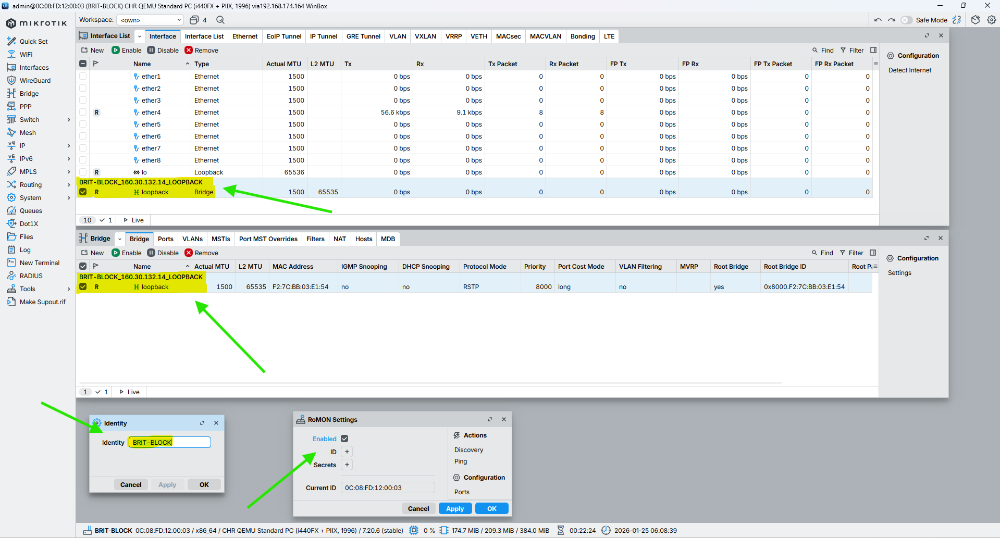 admin@0C:08:FD:12:00:03 (BRIT-BLOCK) CHR QEMU Standard PC (i440FX + PIIX, 1996) via192.168.174.164 WinBox
MIKROTIK
Workspace: <own> 4 Safe Mode
Quick Set
WiFi
Interfaces
WireGuard
Bridge
PPP
Switch
Mesh
IP
IPv6
MPLS
Routing
System
Queues
Dot1X
Files
Log
New Terminal
RADIUS
Tools
Make Supout.rif
Interface List Interface Interface List Ethernet EoIP Tunnel IP Tunnel GRE Tunnel VLAN VXLAN VRRP VETH MACsec MACVLAN Bonding LTE
New Enable Disable Remove Find Filter
Configuration
Detect Internet
Name Type Actual MTU L2 MTU Tx Rx Tx Packet Rx Packet FP Tx FP Rx FP Tx Packet FP Rx Packet
ether1 Ethernet 1500 0 bps 0 bps 0 0 0 bps 0 bps 0 0
ether2 Ethernet 1500 0 bps 0 bps 0 0 0 bps 0 bps 0 0
ether3 Ethernet 1500 0 bps 0 bps 0 0 0 bps 0 bps 0 0
R ether4 Ethernet 1500 56.6 kbps 9.1 kbps 8 8 0 bps 0 bps 0 0
ether5 Ethernet 1500 0 bps 0 bps 0 0 0 bps 0 bps 0 0
ether6 Ethernet 1500 0 bps 0 bps 0 0 0 bps 0 bps 0 0
ether7 Ethernet 1500 0 bps 0 bps 0 0 0 bps 0 bps 0 0
ether8 Ethernet 1500 0 bps 0 bps 0 0 0 bps 0 bps 0 0
R lo Loopback 65536 0 bps 0 bps 0 0 0 bps 0 bps 0 0
BRIT-BLOCK_160.30.132.14_LOOPBACK
R loopback Bridge 1500 65535 0 bps 0 bps 0 0 0 bps 0 bps 0 0
10 1 Live
Bridge Bridge Ports VLANs MSTIs Port MST Overrides Filters NAT Hosts MDB
New Enable Disable Remove Find Filter
Configuration
Settings
Name Actual MTU L2 MTU MAC Address IGMP Snooping DHCP Snooping Protocol Mode Priority Port Cost Mode VLAN Filtering MVRP Root Bridge Root Bridge ID Root Pa
BRIT-BLOCK_160.30.132.14_LOOPBACK
R loopback 1500 65535 F2:7C:BB:03:E1:54 no no RSTP 8000 long no yes 0x8000.F2:7C:BB:03:E1:54
1 1 Live
Identity
Identity BRIT-BLOCK
Cancel Apply OK
RoMON Settings
Enabled
ID +
Secrets +
Current ID 0C:08:FD:12:00:03
Actions
Discovery
Ping
Configuration
Ports
Cancel Apply OK
BRIT-BLOCK 0C:08:FD:12:00:03 / x86_64 / CHR QEMU Standard PC (i440FX + PIIX, 1996) / 7.20.6 (stable) 0 % 174.7 MiB / 209.3 MiB / 384.0 MiB 00:22:24 2026-01-25 06:08:39